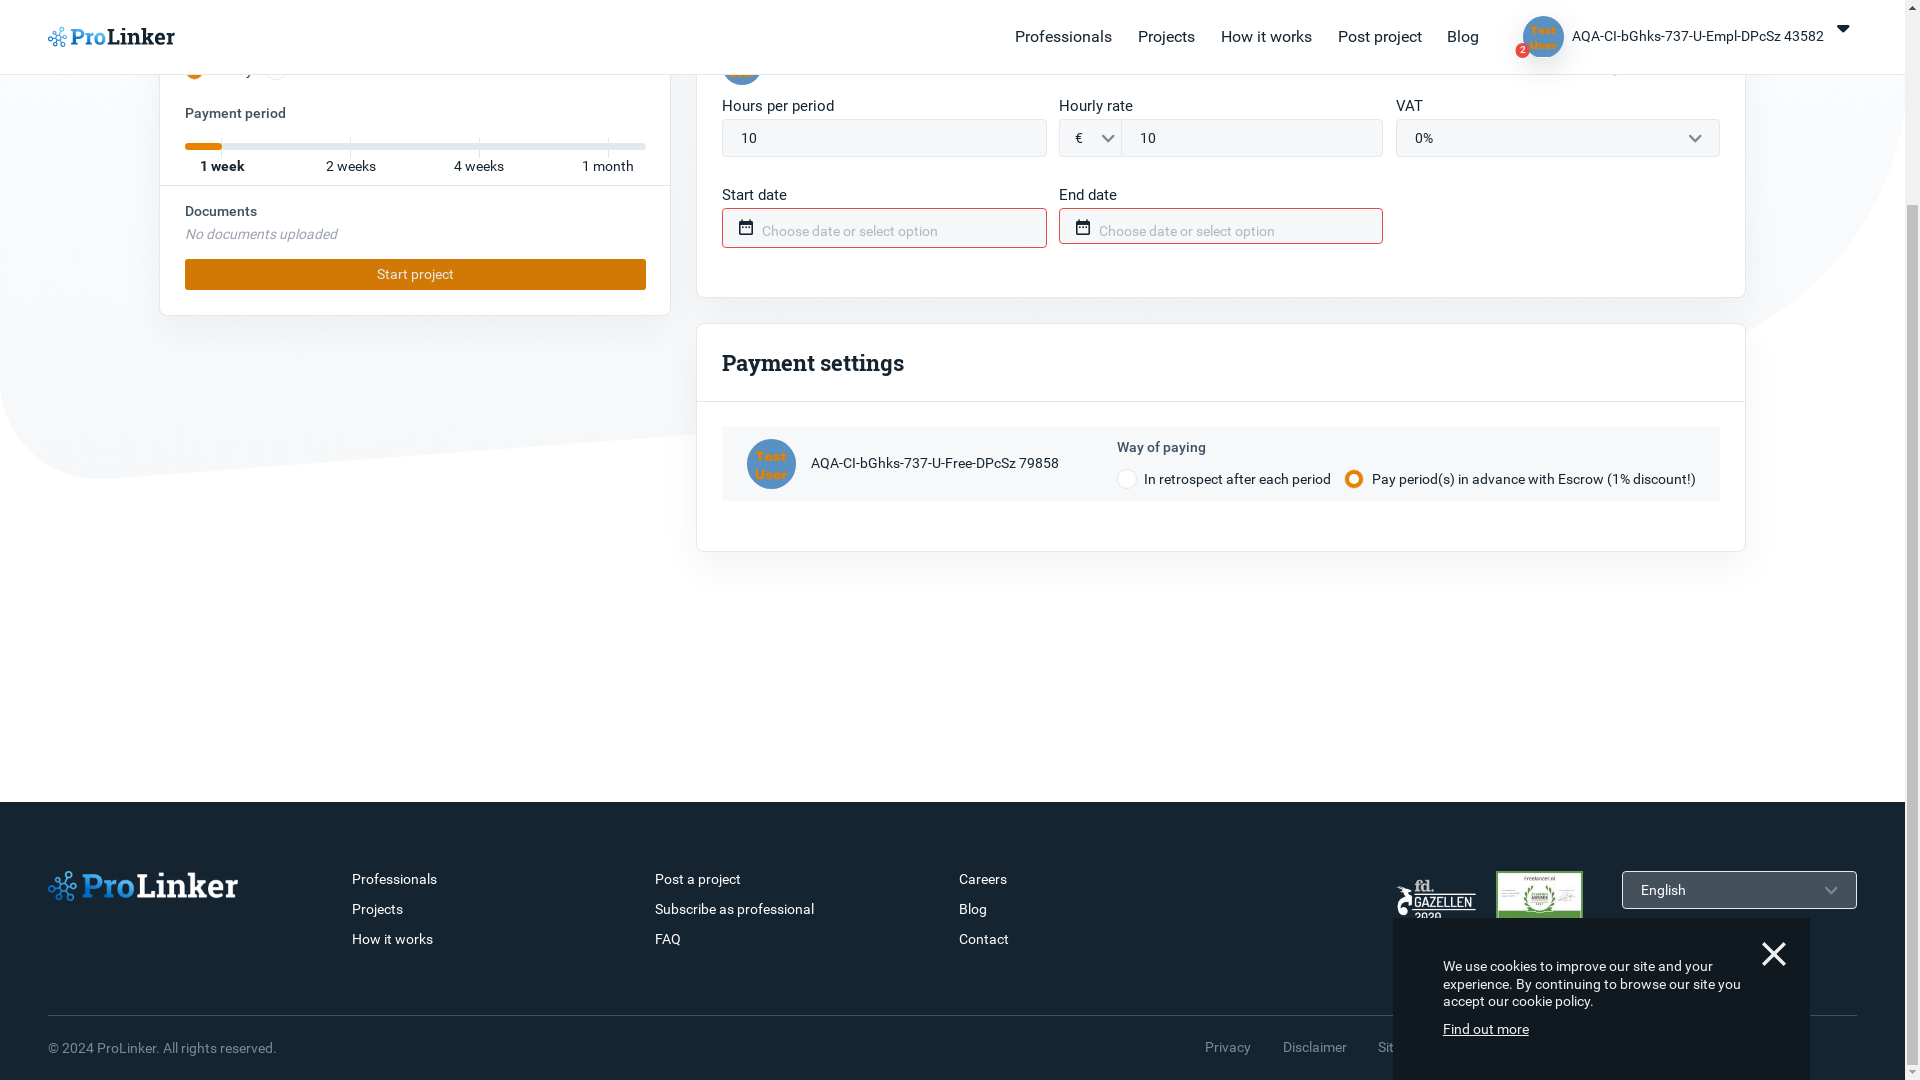 ProLinker
Professionals
Projects
How it works
Post project
Blog
2
Test
User
AQA-CI-bGhks-737-U-Empl-DPcSz 43582
Payment period
1 week
2 weeks
4 weeks
1 month
Documents
No documents uploaded
Start project
Hours per period
Hourly rate
VAT
10
€
10
0%
Start date
End date
Choose date or select option
Choose date or select option
Payment settings
Test
User
AQA-CI-bGhks-737-U-Free-DPcSz 79858
Way of paying
In retrospect after each period
Pay period(s) in advance with Escrow (1% discount!)
ProLinker
Professionals
Projects
How it works
Post a project
Subscribe as professional
FAQ
Careers
Blog
Contact
fd.
GAZELLEN
2020
Freelancer.nl
English
We use cookies to improve our site and your
experience. By continuing to browse our site you
accept our cookie policy.
Find out more
© 2024 ProLinker. All rights reserved.
Privacy
Disclaimer
Sit